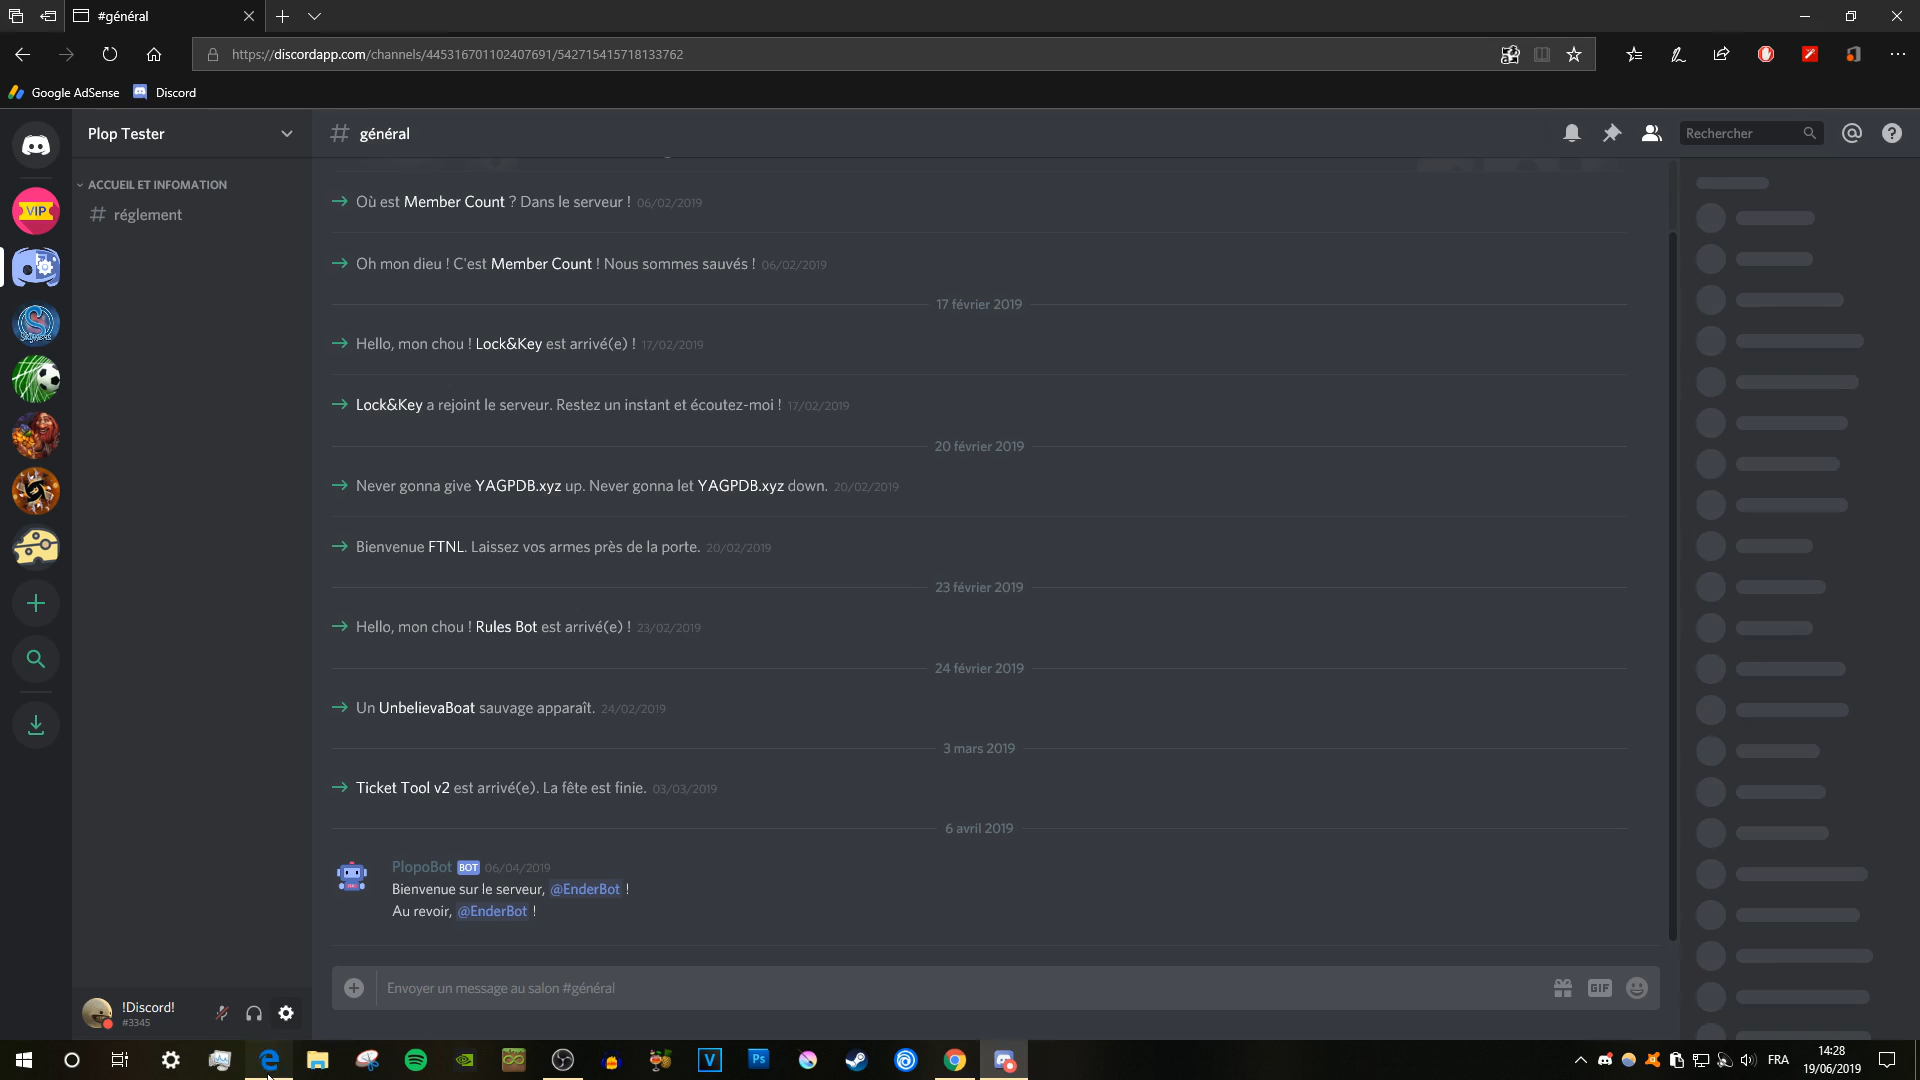 #général
https://discordapp.com/channels/445316701102407691/542715415718133762
Google AdSense
Discord
Plop Tester
général
Rechercher
ACCUEIL ET INFOMATION
réglement
VIP
Où est Member Count ? Dans le serveur ! 06/02/2019
Oh mon dieu ! C'est Member Count ! Nous sommes sauvés ! 06/02/2019
17 février 2019
Hello, mon chou ! Lock&Key est arrivé(e) ! 17/02/2019
Lock&Key a rejoint le serveur. Restez un instant et écoutez-moi ! 17/02/2019
20 février 2019
Never gonna give YAGPDB.xyz up. Never gonna let YAGPDB.xyz down. 20/02/2019
Bienvenue FTNL. Laissez vos armes près de la porte. 20/02/2019
23 février 2019
Hello, mon chou ! Rules Bot est arrivé(e) ! 23/02/2019
24 février 2019
Un UnbelievaBoat sauvage apparaît. 24/02/2019
3 mars 2019
Ticket Tool v2 est arrivé(e). La fête est finie. 03/03/2019
6 avril 2019
PlopoBot BOT 06/04/2019
Bienvenue sur le serveur, @EnderBot !
Au revoir, @EnderBot !
Envoyer un message au salon #général
GIF
!Discord!
#3345
V
Ps
FRA
14:28
19/06/2019